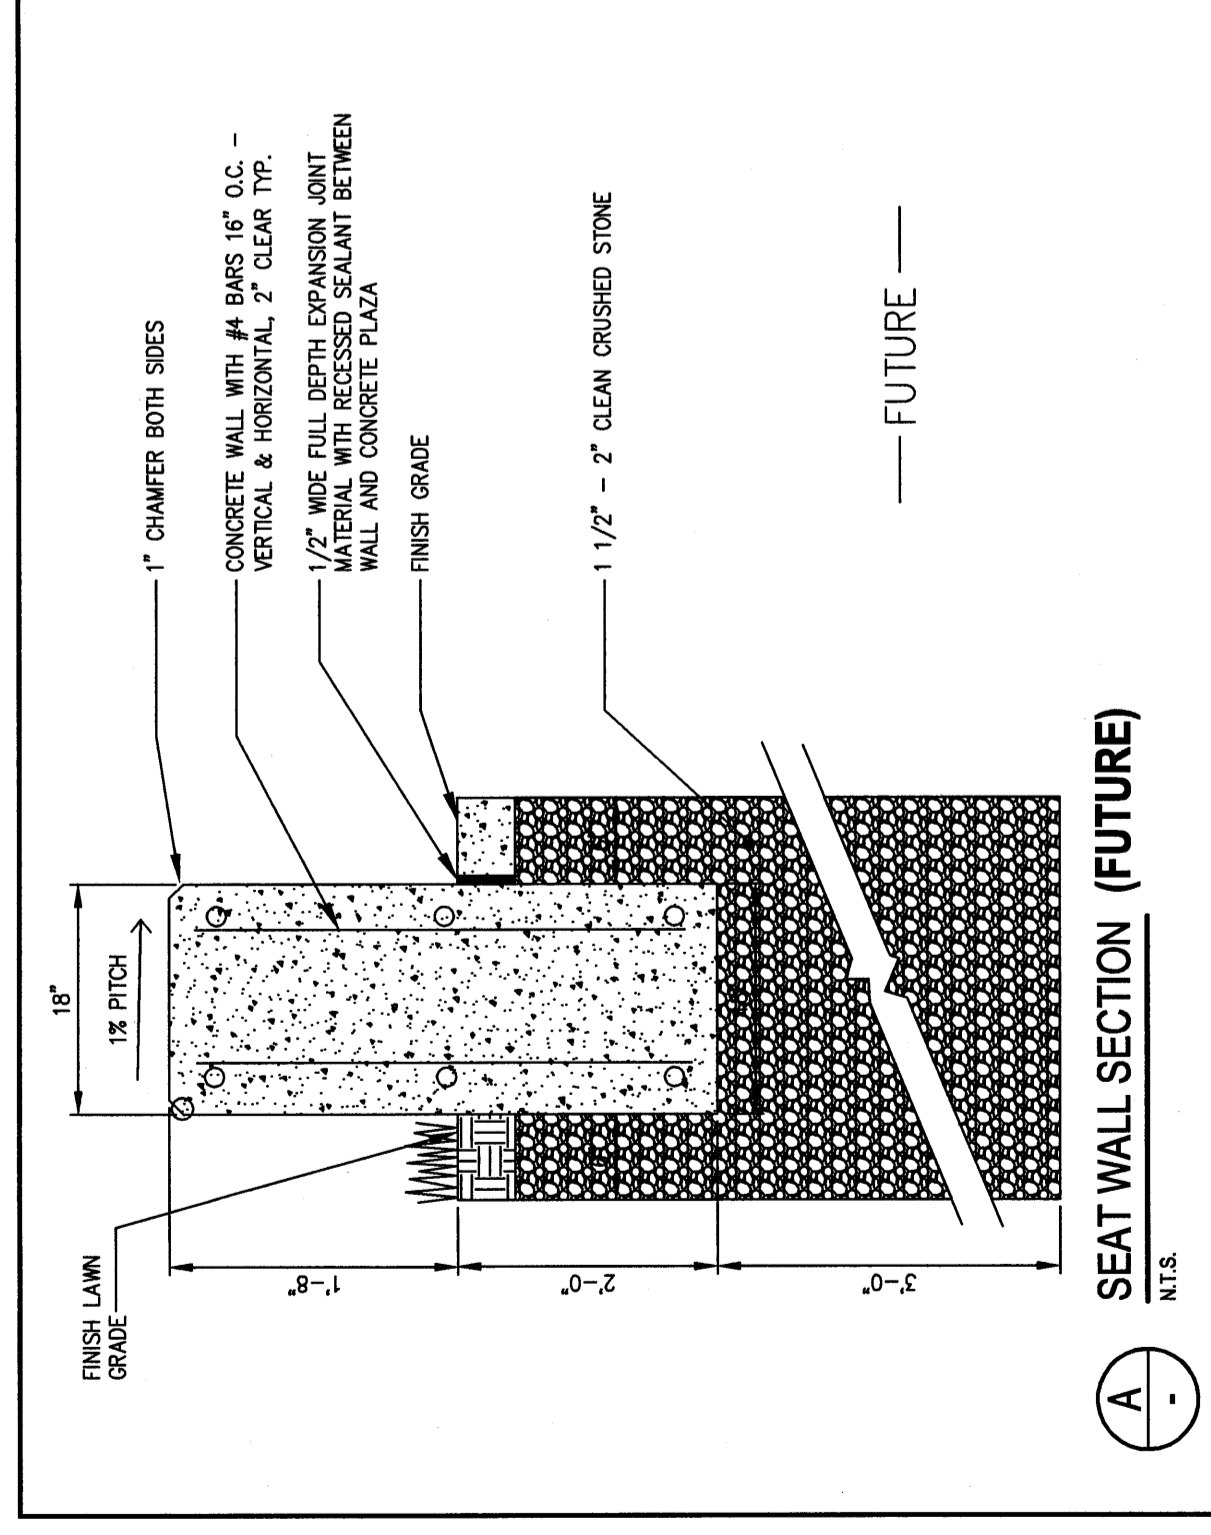 18"
1% PITCH
1" CHAMFER BOTH SIDES
CONCRETE WALL WITH #4 BARS 16" O.C. –
VERTICAL & HORIZONTAL, 2" CLEAR TYP.
1/2" WIDE FULL DEPTH EXPANSION JOINT
MATERIAL WITH RECESSED SEALANT BETWEEN
WALL AND CONCRETE PLAZA
FINISH GRADE
1 1/2" – 2" CLEAN CRUSHED STONE
FINISH LAWN
GRADE
1'-8"
2'-0"
3'-0"
— FUTURE —
A
-
SEAT WALL SECTION (FUTURE)
N.T.S.